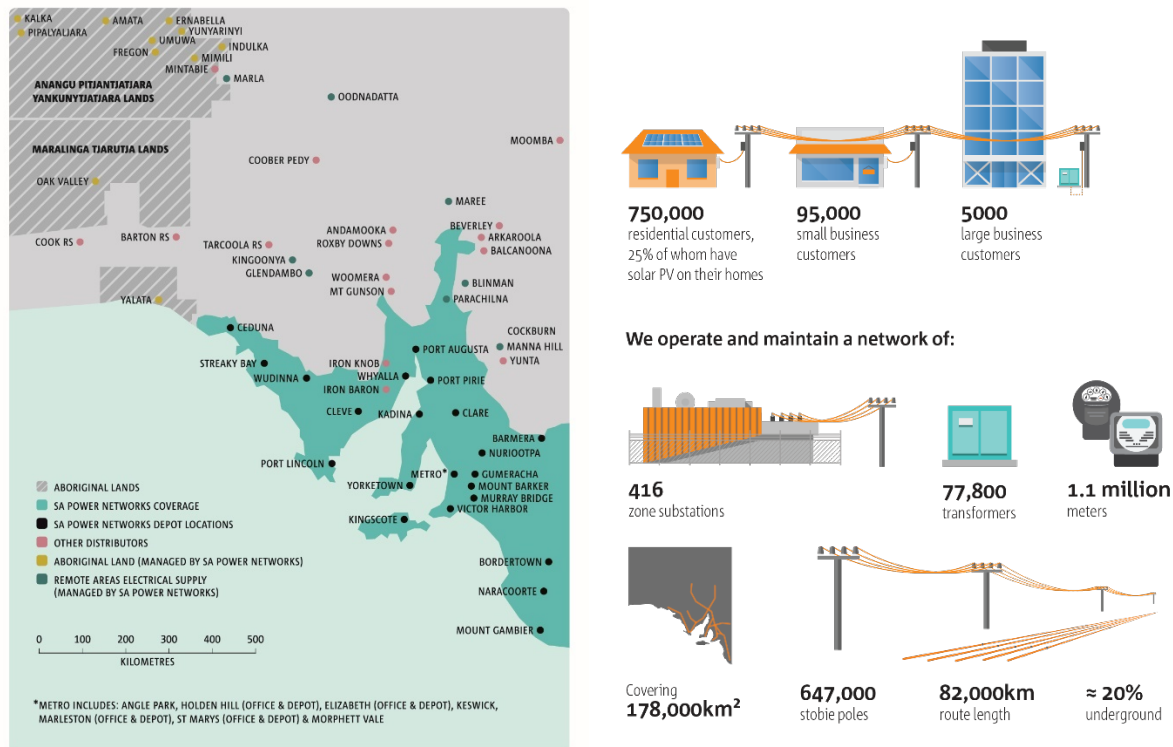 KALKA
PIPALYALJARA
AMATA
ERNABELLA
YUNYARINYI
UMUWA
FREGON
INDULKA
MIMILI
MINTABIE
MARLA
ANANGU PITJANTJATJARA
YANKUNYTJATJARA LANDS
OODNADATTA
MOOMBA
MARALINGA TJARUTJA LANDS
COOBER PEDY
OAK VALLEY
MAREE
COOK RS
BARTON RS
TARCOOLA RS
KINGOONYA
GLENDAMBO
ANDAMOOKA
ROXBY DOWNS
BEVERLEY
ARKAROOLA
BALCANOONA
WOOMERA
MT GUNSON
BLINMAN
PARACHILNA
YALATA
CEDUNA
COCKBURN
MANNA HILL
YUNTA
PORT AUGUSTA
STREAKY BAY
WUDINNA
IRON KNOB
WHYALLA
IRON BARON
PORT PIRIE
CLEVE
KADINA
CLARE
BARMERA
NURIOOTPA
PORT LINCOLN
METRO*
GUMERACHA
YORKETOWN
MOUNT BARKER
MURRAY BRIDGE
VICTOR HARBOR
KINGSCOTE
BORDERTOWN
NARACOORTE
MOUNT GAMBIER
ABORIGINAL LANDS
SA POWER NETWORKS COVERAGE
SA POWER NETWORKS DEPOT LOCATIONS
OTHER DISTRIBUTORS
ABORIGINAL LAND (MANAGED BY SA POWER NETWORKS)
REMOTE AREAS ELECTRICAL SUPPLY
(MANAGED BY SA POWER NETWORKS)
0 100 200 300 400 500
KILOMETRES
*METRO INCLUDES: ANGLE PARK, HOLDEN HILL (OFFICE & DEPOT), ELIZABETH (OFFICE & DEPOT), KESWICK,
MARLESTON (OFFICE & DEPOT), ST MARYS (OFFICE & DEPOT) & MORPHETT VALE
750,000
residential customers,
25% of whom have
solar PV on their homes
95,000
small business
customers
5000
large business
customers
We operate and maintain a network of:
416
zone substations
77,800
transformers
1.1 million
meters
Covering
178,000km²
647,000
stobie poles
82,000km
route length
≈ 20%
underground